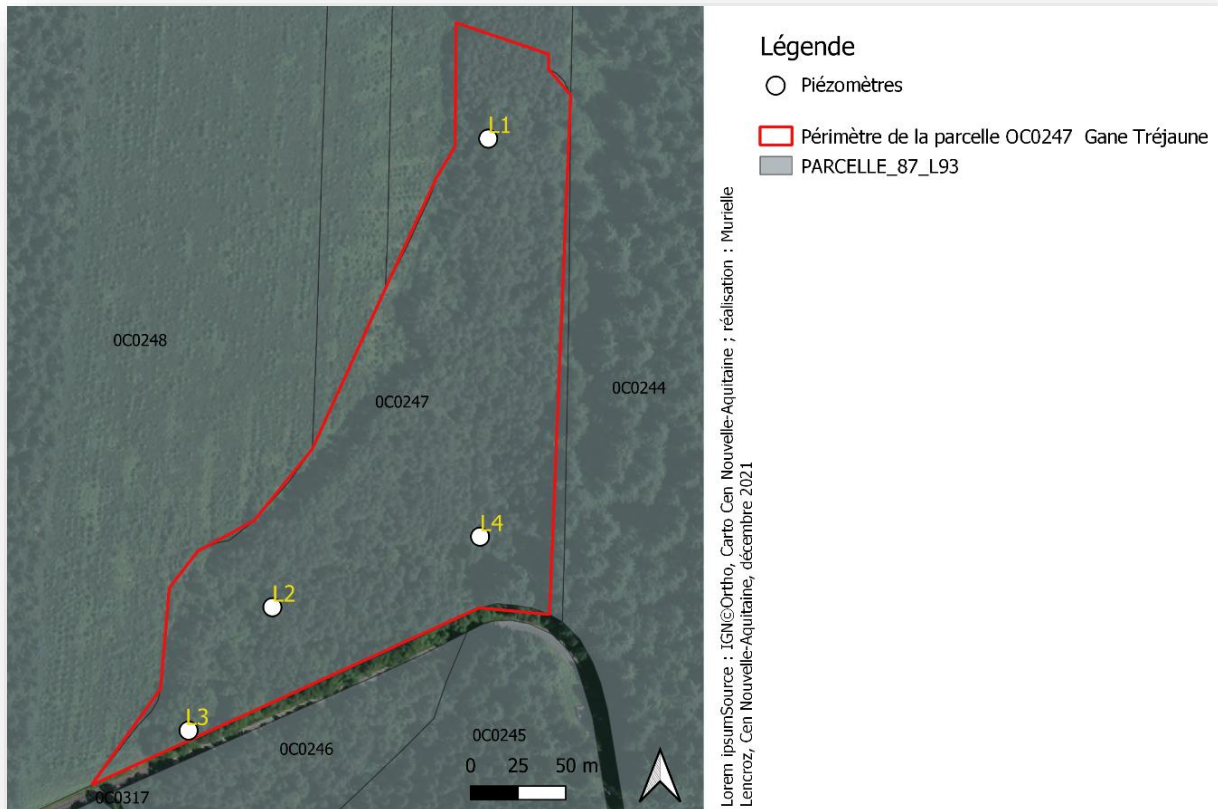 L1
0C0248
0C0247
0C0244
L4
L2
L3
0C0246
0C0245
0C0317
0 25 50 m
Légende
Piézomètres
Périmètre de la parcelle OC0247 Gane Tréjaune
PARCELLE_87_L93
Lorem ipsumSource : IGN©Ortho, Carto Cen Nouvelle-Aquitaine ; réalisation : Murielle
Lencroz, Cen Nouvelle-Aquitaine, décembre 2021